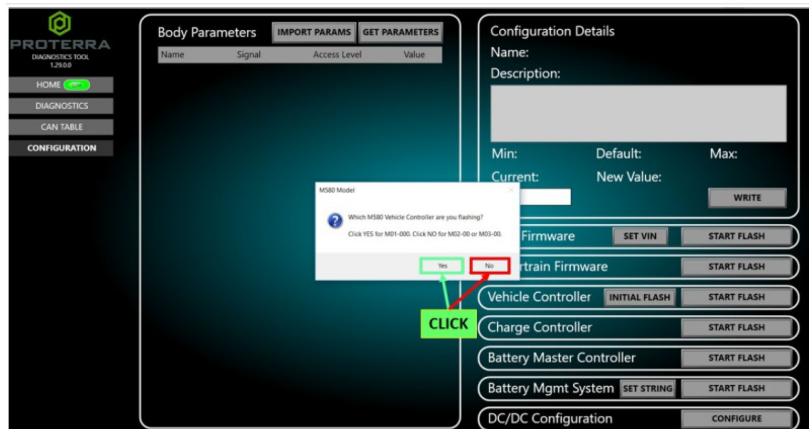 PROTERRA
DIAGNOSTICS TOOL
1.29.0.0
HOME
DIAGNOSTICS
CAN TABLE
CONFIGURATION
Body Parameters IMPORT PARAMS GET PARAMETERS
Name Signal Access Level Value
Configuration Details
Name:
Description:
Min: Default: Max:
Current: New Value:
WRITE
M580 Model
Which M580 Vehicle Controller are you flashing?
Click YES for M01-000. Click NO for M02-00 or M03-00.
Yes No
CLICK
Firmware SET VIN START FLASH
train Firmware START FLASH
Vehicle Controller INITIAL FLASH START FLASH
Charge Controller START FLASH
Battery Master Controller START FLASH
Battery Mgmt System SET STRING START FLASH
DC/DC Configuration CONFIGURE